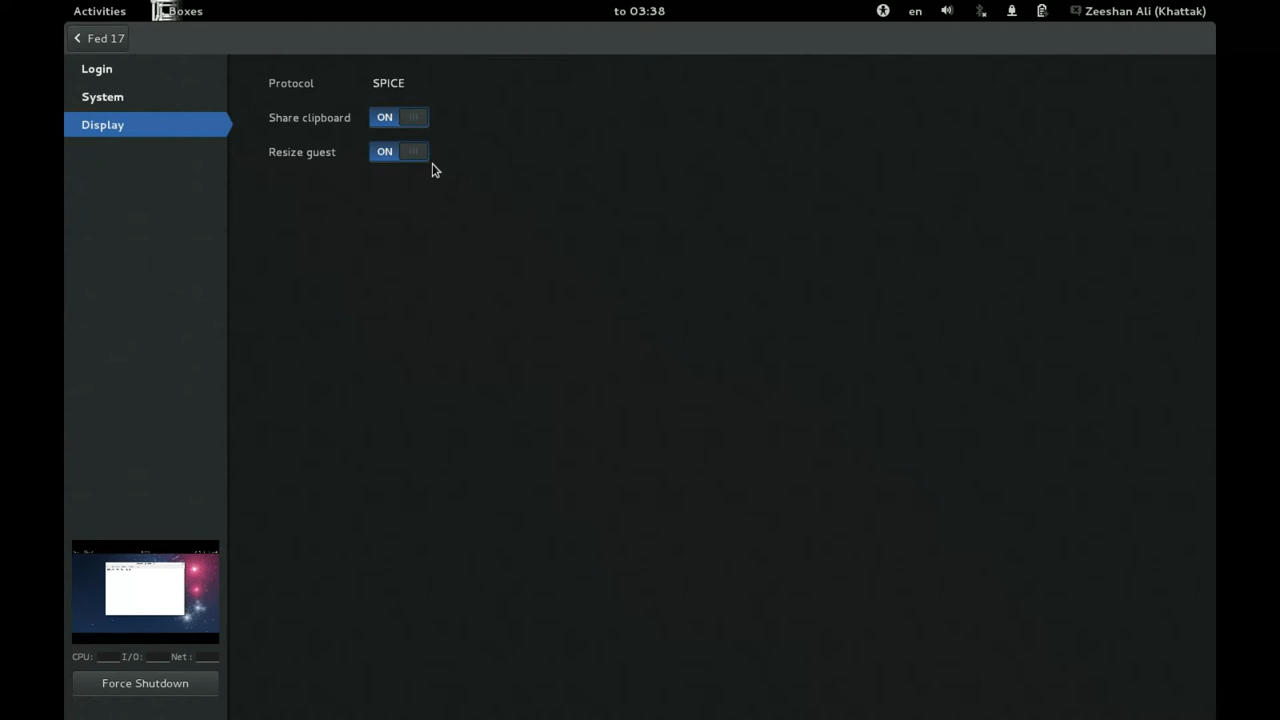 Activities
Boxes
to 03:38
en
Zeeshan Ali (Khattak)
Fed 17
Login
System
Display
Protocol SPICE
Share clipboard ON
Resize guest ON
CPU: I/O: Net:
Force Shutdown